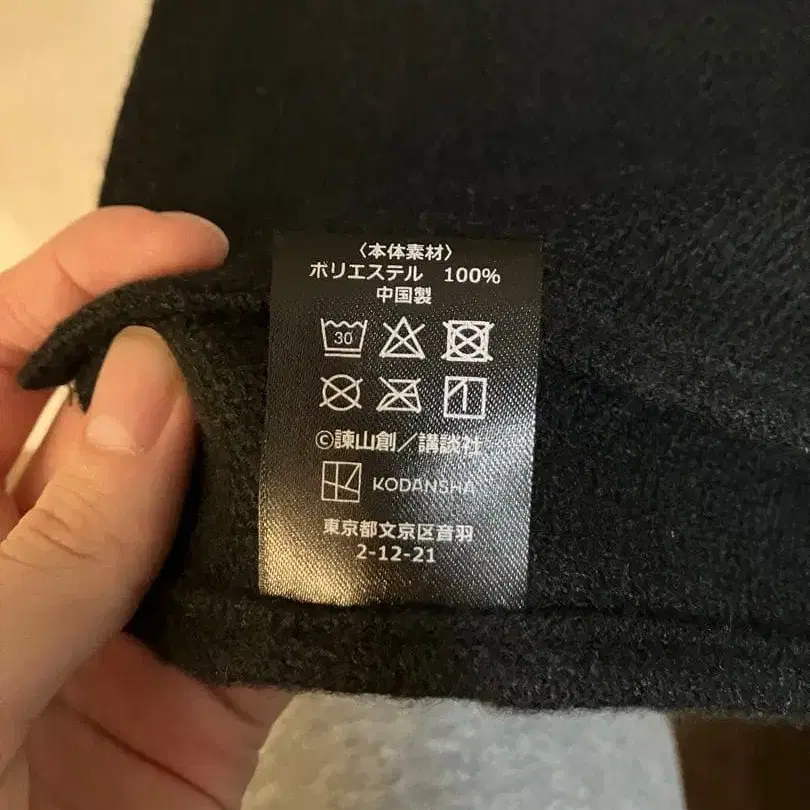 〈本体素材〉
ポリエステル 100%
中国製
30
©諫山創／講談社
KODANSHA
東京都文京区音羽
2-12-21